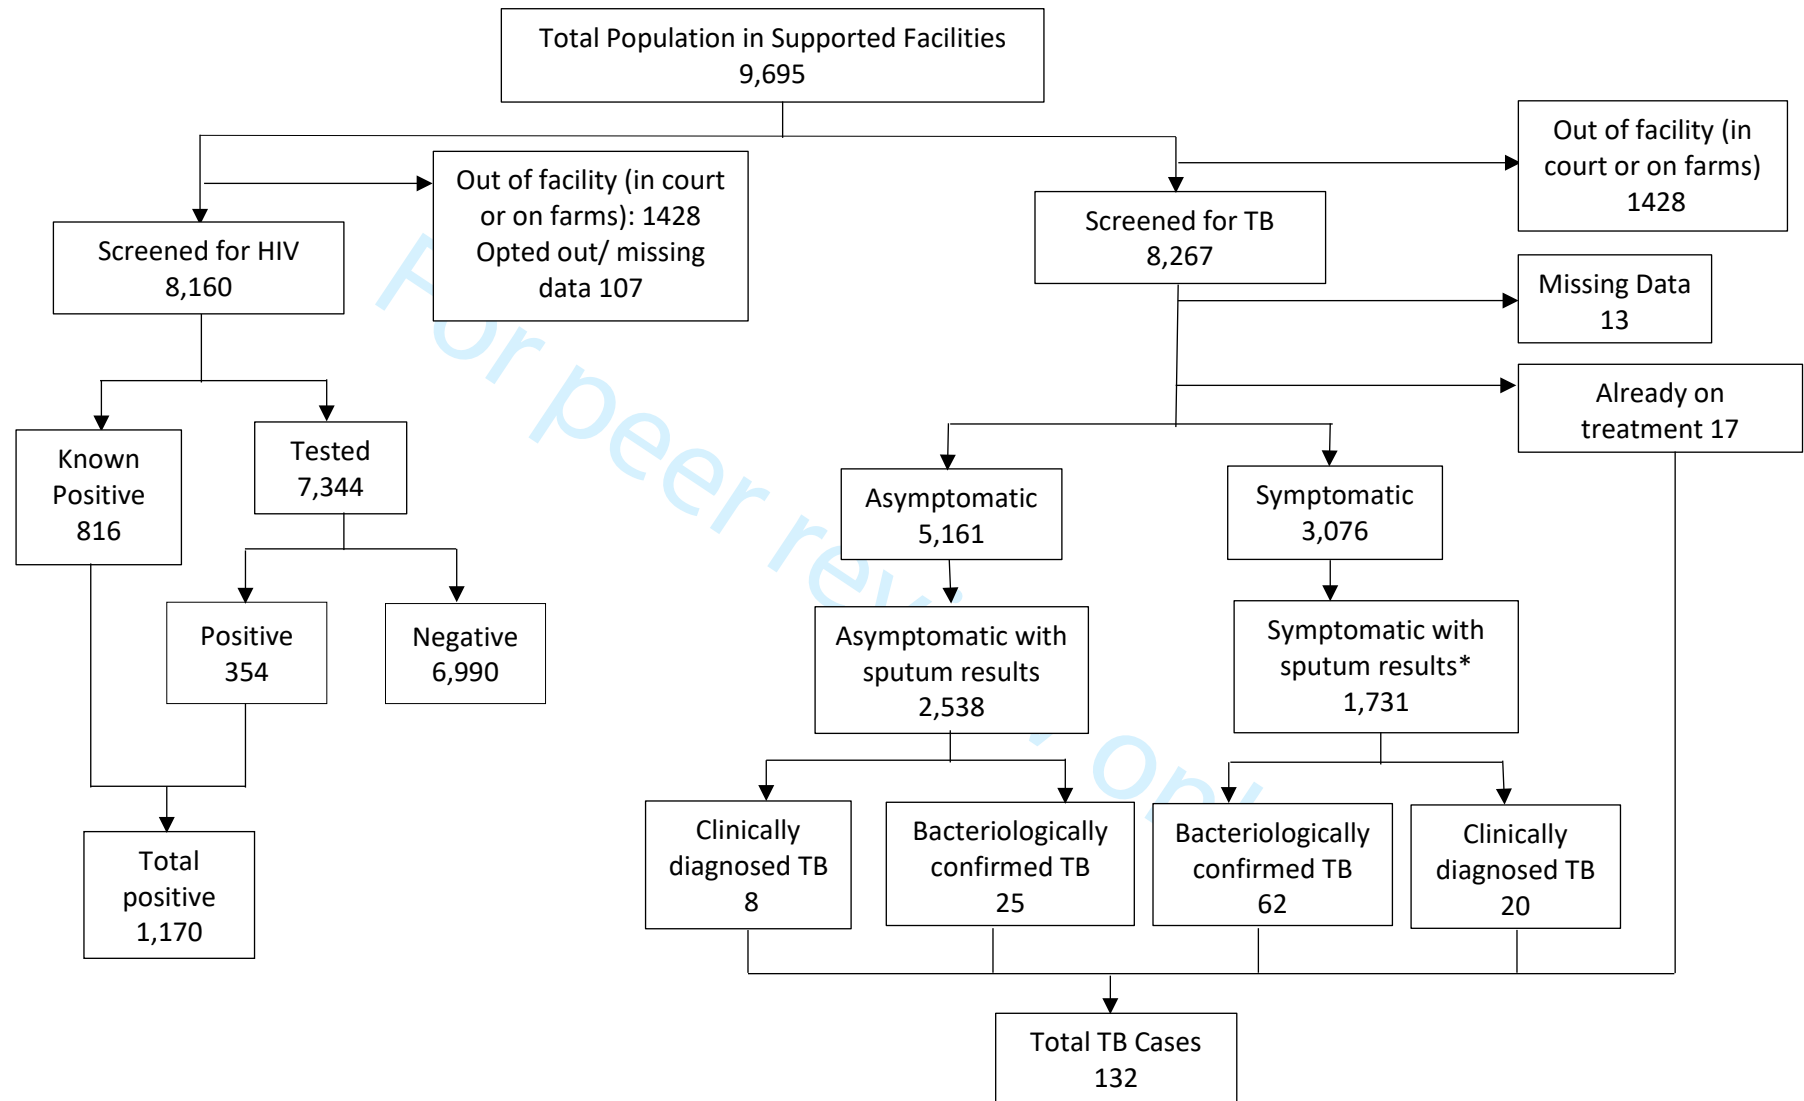 Total Population in Supported Facilities
9,695
Out of facility (in
court or on farms)
1428
Out of facility (in court
or on farms): 1428
Opted out/ missing
data 107
Screened for HIV
8,160
Screened for TB
8,267
Missing Data
13
Already on
treatment 17
Known
Positive
816
Tested
7,344
Asymptomatic
5,161
Symptomatic
3,076
Positive
354
Negative
6,990
Asymptomatic with
sputum results
2,538
Symptomatic with
sputum results*
1,731
Total
positive
1,170
Clinically
diagnosed TB
8
Bacteriologically
confirmed TB
25
Bacteriologically
confirmed TB
62
Clinically
diagnosed TB
20
Total TB Cases
132
For peer review only